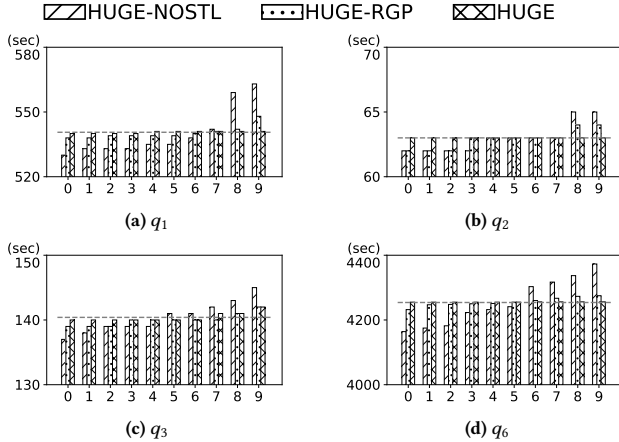 HUGE-NOSTL HUGE-RGP HUGE
(sec) (sec)
580 70
550 65
520 60
0 1 2 3 4 5 6 7 8 9 0 1 2 3 4 5 6 7 8 9
(a) q1 (b) q2
(sec) (sec)
150 4400
140 4200
130 4000
0 1 2 3 4 5 6 7 8 9 0 1 2 3 4 5 6 7 8 9
(c) q3 (d) q6